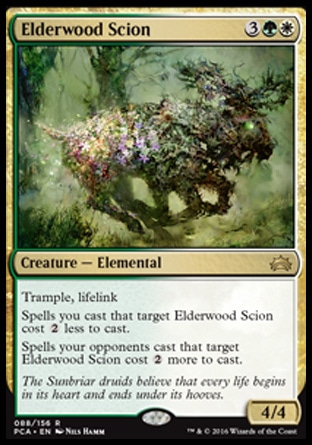 Elderwood Scion 3
Creature — Elemental
Trample, lifelink
Spells you cast that target Elderwood Scion
cost 2 less to cast.
Spells your opponents cast that target
Elderwood Scion cost 2 more to cast.
The Sunbriar druids believe that every life begins
in its heart and ends under its hooves.
4/4
088/156 R
PCA • EN Nils Hamm
™ & © 2016 Wizards of the Coast